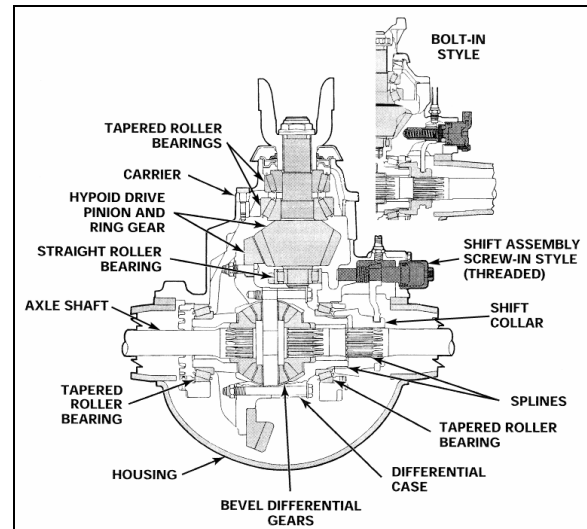 BOLT-IN
STYLE
TAPERED ROLLER
BEARINGS
CARRIER
HYPOID DRIVE
PINION AND
RING GEAR
STRAIGHT ROLLER
BEARING
SHIFT ASSEMBLY
SCREW-IN STYLE
(THREADED)
AXLE SHAFT
SHIFT
COLLAR
TAPERED
ROLLER
BEARING
SPLINES
TAPERED ROLLER
BEARING
HOUSING
DIFFERENTIAL
CASE
BEVEL DIFFERENTIAL
GEARS